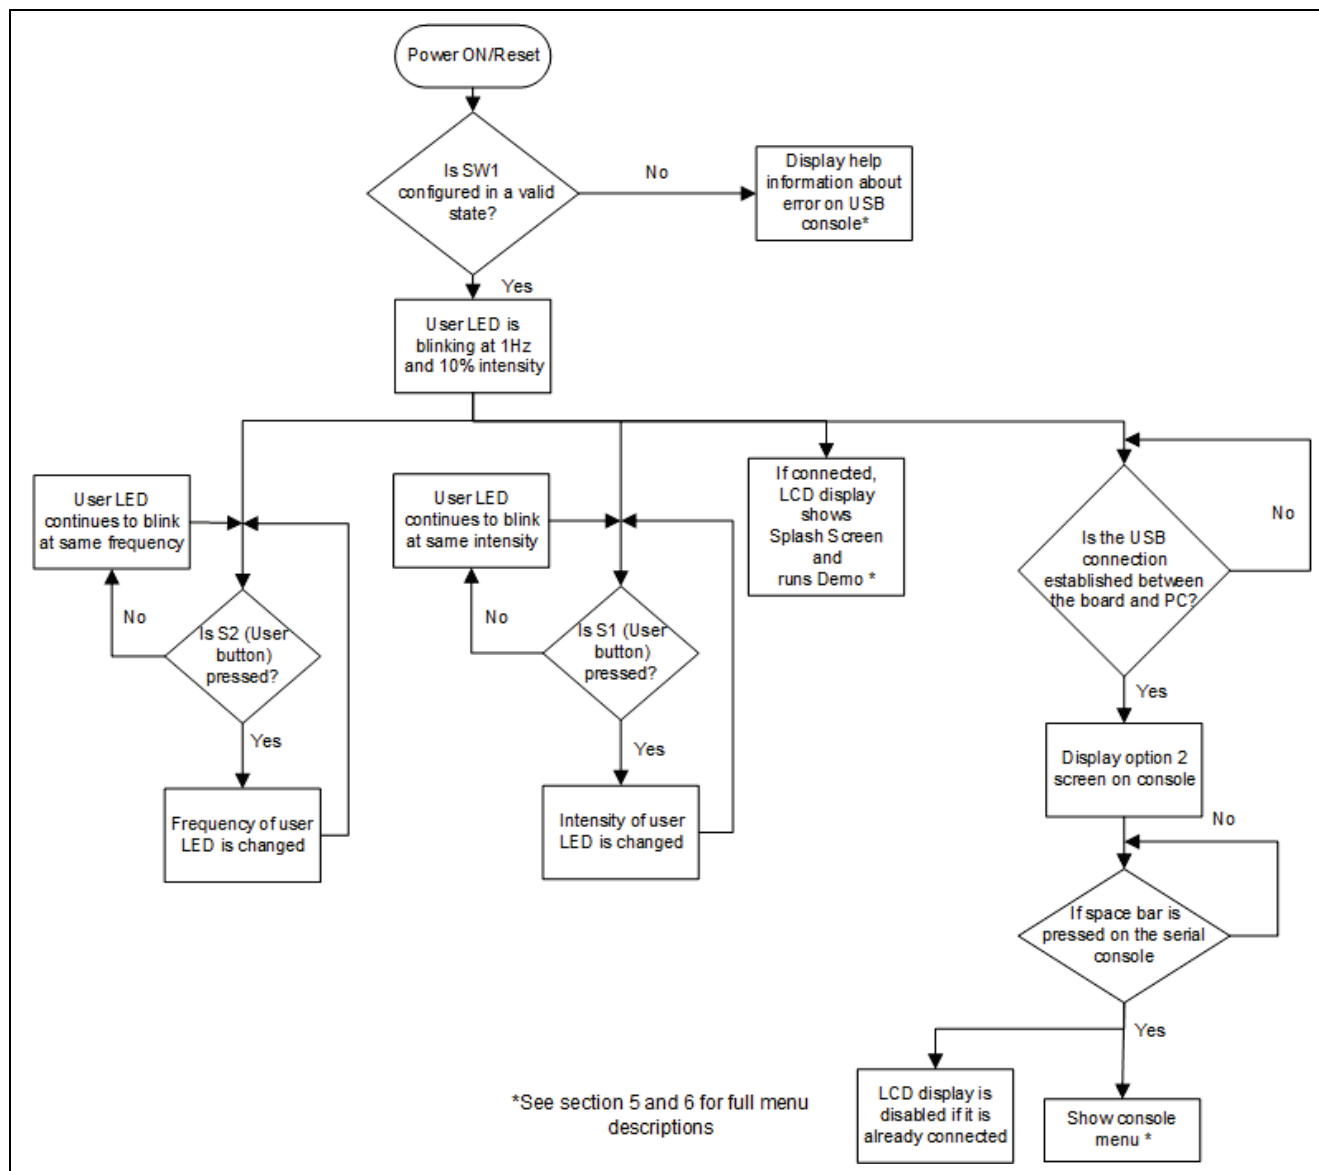 Power ON/Reset
Is SW1
configured in a valid
state?
No
Display help
information about
error on USB
console*
Yes
User LED is
blinking at 1Hz
and 10% intensity
User LED
continues to blink
at same frequency
No
Is S2 (User
button)
pressed?
Yes
Frequency of user
LED is changed
User LED
continues to blink
at same intensity
No
Is S1 (User
button)
pressed?
Yes
Intensity of user
LED is changed
If connected,
LCD display
shows
Splash Screen
and
runs Demo *
Is the USB
connection
established between
the board and PC?
No
Yes
Display option 2
screen on console
No
If space bar is
pressed on the serial
console
Yes
LCD display is
disabled if it is
already connected
Show console
menu *
*See section 5 and 6 for full menu
descriptions